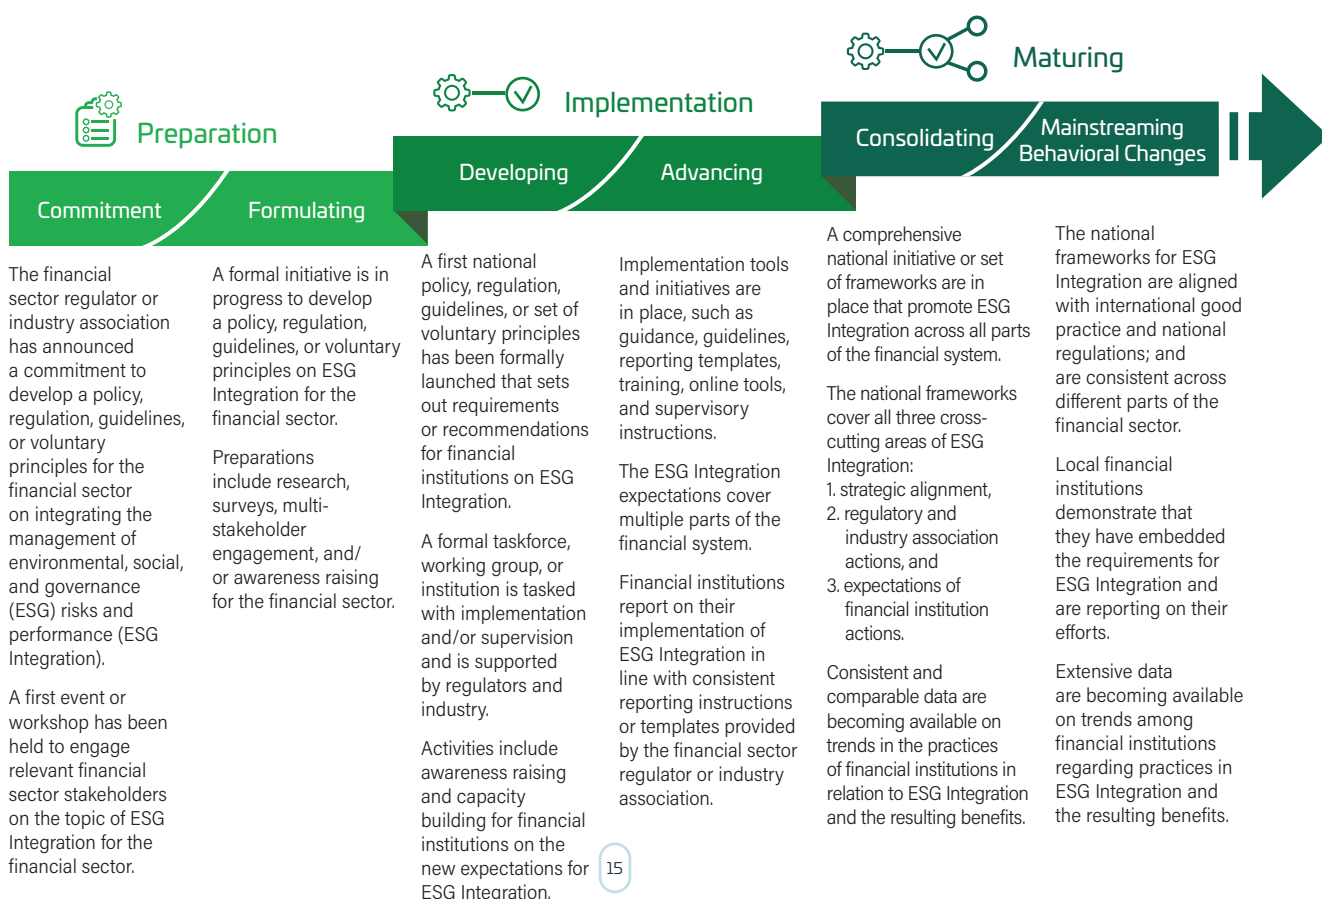 Preparation
Commitment
Formulating
The financial
sector regulator or
industry association
has announced
a commitment to
develop a policy,
regulation, guidelines,
or voluntary
principles for the
financial sector
on integrating the
management of
environmental, social,
and governance
(ESG) risks and
performance (ESG
Integration).
A first event or
workshop has been
held to engage
relevant financial
sector stakeholders
on the topic of ESG
Integration for the
financial sector.
A formal initiative is in
progress to develop
a policy, regulation,
guidelines, or voluntary
principles on ESG
Integration for the
financial sector.
Preparations
include research,
surveys, multi-
stakeholder
engagement, and/
or awareness raising
for the financial sector.
Implementation
Developing
Advancing
A first national
policy, regulation,
guidelines, or set of
voluntary principles
has been formally
launched that sets
out requirements
or recommendations
for financial
institutions on ESG
Integration.
A formal taskforce,
working group, or
institution is tasked
with implementation
and/or supervision
and is supported
by regulators and
industry.
Activities include
awareness raising
and capacity
building for financial
institutions on the
new expectations for
ESG Integration.
Implementation tools
and initiatives are
in place, such as
guidance, guidelines,
reporting templates,
training, online tools,
and supervisory
instructions.
The ESG Integration
expectations cover
multiple parts of the
financial system.
Financial institutions
report on their
implementation of
ESG Integration in
line with consistent
reporting instructions
or templates provided
by the financial sector
regulator or industry
association.
Maturing
Consolidating
Mainstreaming
Behavioral Changes
A comprehensive
national initiative or set
of frameworks are in
place that promote ESG
Integration across all parts
of the financial system.
The national frameworks
cover all three cross-
cutting areas of ESG
Integration:
1. strategic alignment,
2. regulatory and
industry association
actions, and
3. expectations of
financial institution
actions.
Consistent and
comparable data are
becoming available on
trends in the practices
of financial institutions in
relation to ESG Integration
and the resulting benefits.
The national
frameworks for ESG
Integration are aligned
with international good
practice and national
regulations; and
are consistent across
different parts of the
financial sector.
Local financial
institutions
demonstrate that
they have embedded
the requirements for
ESG Integration and
are reporting on their
efforts.
Extensive data
are becoming available
on trends among
financial institutions
regarding practices in
ESG Integration and
the resulting benefits.
15